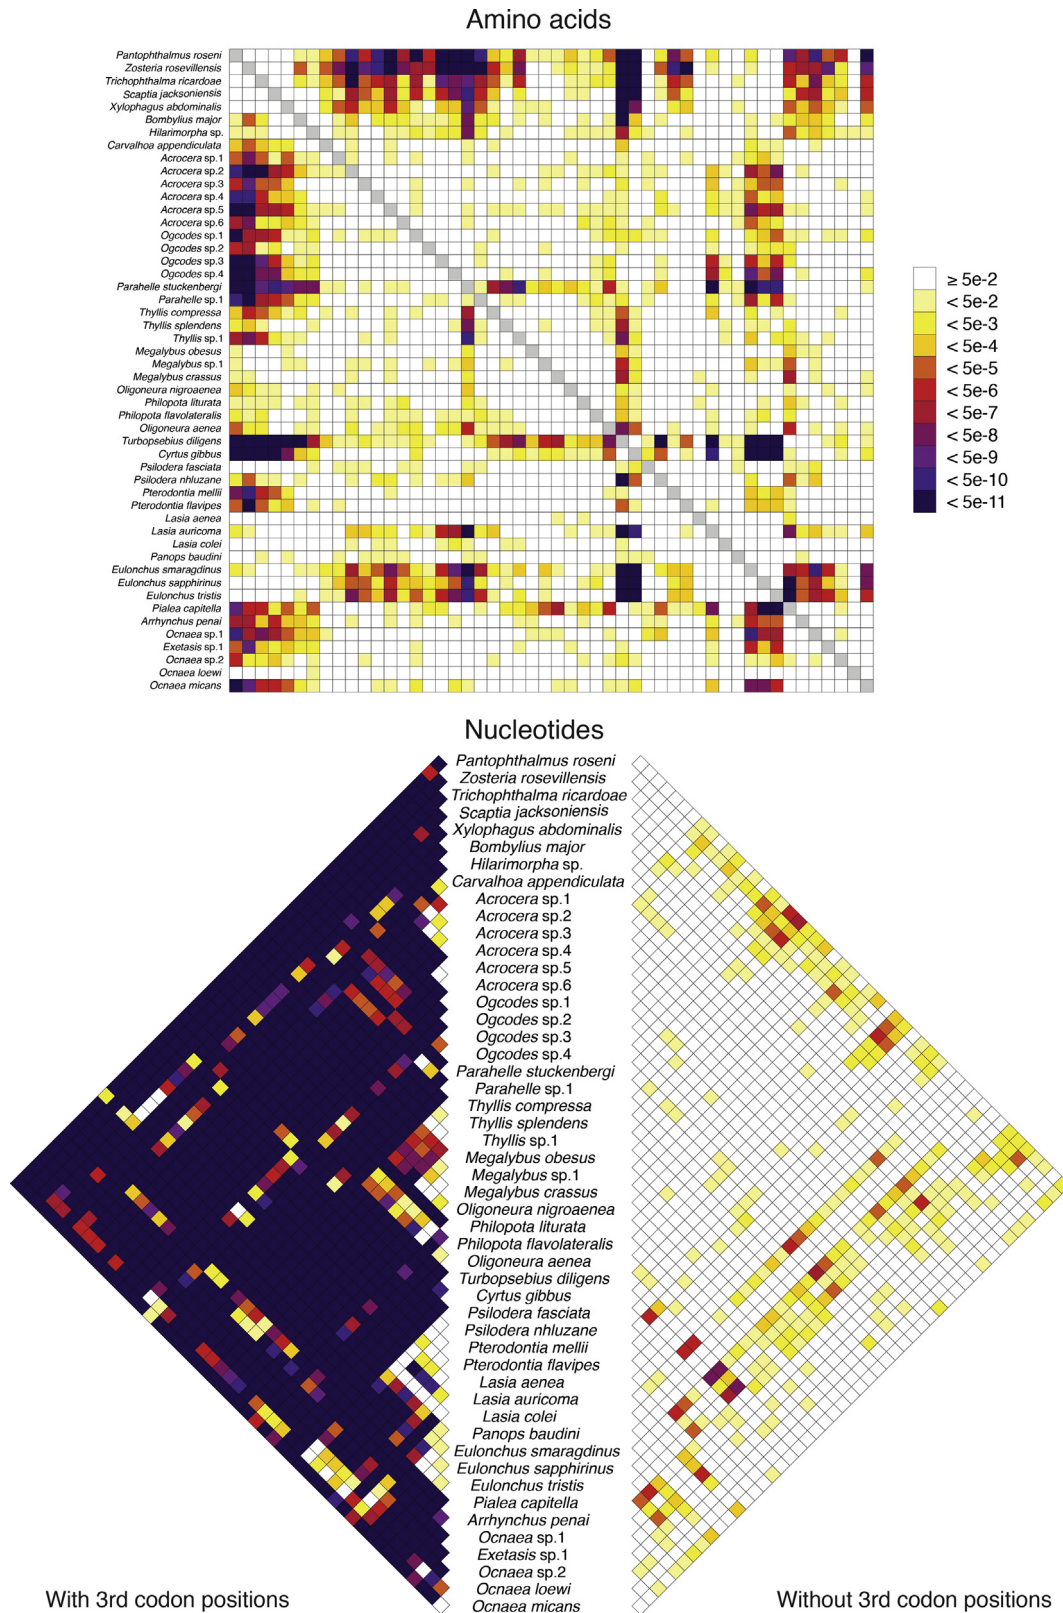 Amino acids
Pantophthalmus roseni
Zosteria rosevillensis
Trichophthalma ricardoae
Scaptia jacksoniensis
Xylophagus abdominalis
Bombylius major
Hilarimorpha sp.
Carvalhoa appendiculata
Acrocera sp.1
Acrocera sp.2
Acrocera sp.3
Acrocera sp.4
Acrocera sp.5
Acrocera sp.6
Ogcodes sp.1
Ogcodes sp.2
Ogcodes sp.3
Ogcodes sp.4
Parahelle stuckenbergi
Parahelle sp.1
Thyllis compressa
Thyllis splendens
Thyllis sp.1
Megalybus obesus
Megalybus sp.1
Megalybus crassus
Oligoneura nigroaenea
Philopota liturata
Philopota flavolateralis
Oligoneura aenea
Turbopsebius diligens
Cyrtus gibbus
Psilodera fasciata
Psilodera nhluzane
Pterodontia mellii
Pterodontia flavipes
Lasia aenea
Lasia auricoma
Lasia colei
Panops baudini
Eulonchus smaragdinus
Eulonchus sapphirinus
Eulonchus tristis
Pialea capitella
Arrhynchus penai
Ocnaea sp.1
Exetasis sp.1
Ocnaea sp.2
Ocnaea loewi
Ocnaea micans
≥ 5e-2
< 5e-2
< 5e-3
< 5e-4
< 5e-5
< 5e-6
< 5e-7
< 5e-8
< 5e-9
< 5e-10
< 5e-11
Nucleotides
Pantophthalmus roseni
Zosteria rosevillensis
Trichophthalma ricardoae
Scaptia jacksoniensis
Xylophagus abdominalis
Bombylius major
Hilarimorpha sp.
Carvalhoa appendiculata
Acrocera sp.1
Acrocera sp.2
Acrocera sp.3
Acrocera sp.4
Acrocera sp.5
Acrocera sp.6
Ogcodes sp.1
Ogcodes sp.2
Ogcodes sp.3
Ogcodes sp.4
Parahelle stuckenbergi
Parahelle sp.1
Thyllis compressa
Thyllis splendens
Thyllis sp.1
Megalybus obesus
Megalybus sp.1
Megalybus crassus
Oligoneura nigroaenea
Philopota liturata
Philopota flavolateralis
Oligoneura aenea
Turbopsebius diligens
Cyrtus gibbus
Psilodera fasciata
Psilodera nhluzane
Pterodontia mellii
Pterodontia flavipes
Lasia aenea
Lasia auricoma
Lasia colei
Panops baudini
Eulonchus smaragdinus
Eulonchus sapphirinus
Eulonchus tristis
Pialea capitella
Arrhynchus penai
Ocnaea sp.1
Exetasis sp.1
Ocnaea sp.2
Ocnaea loewi
Ocnaea micans
With 3rd codon positions
Without 3rd codon positions